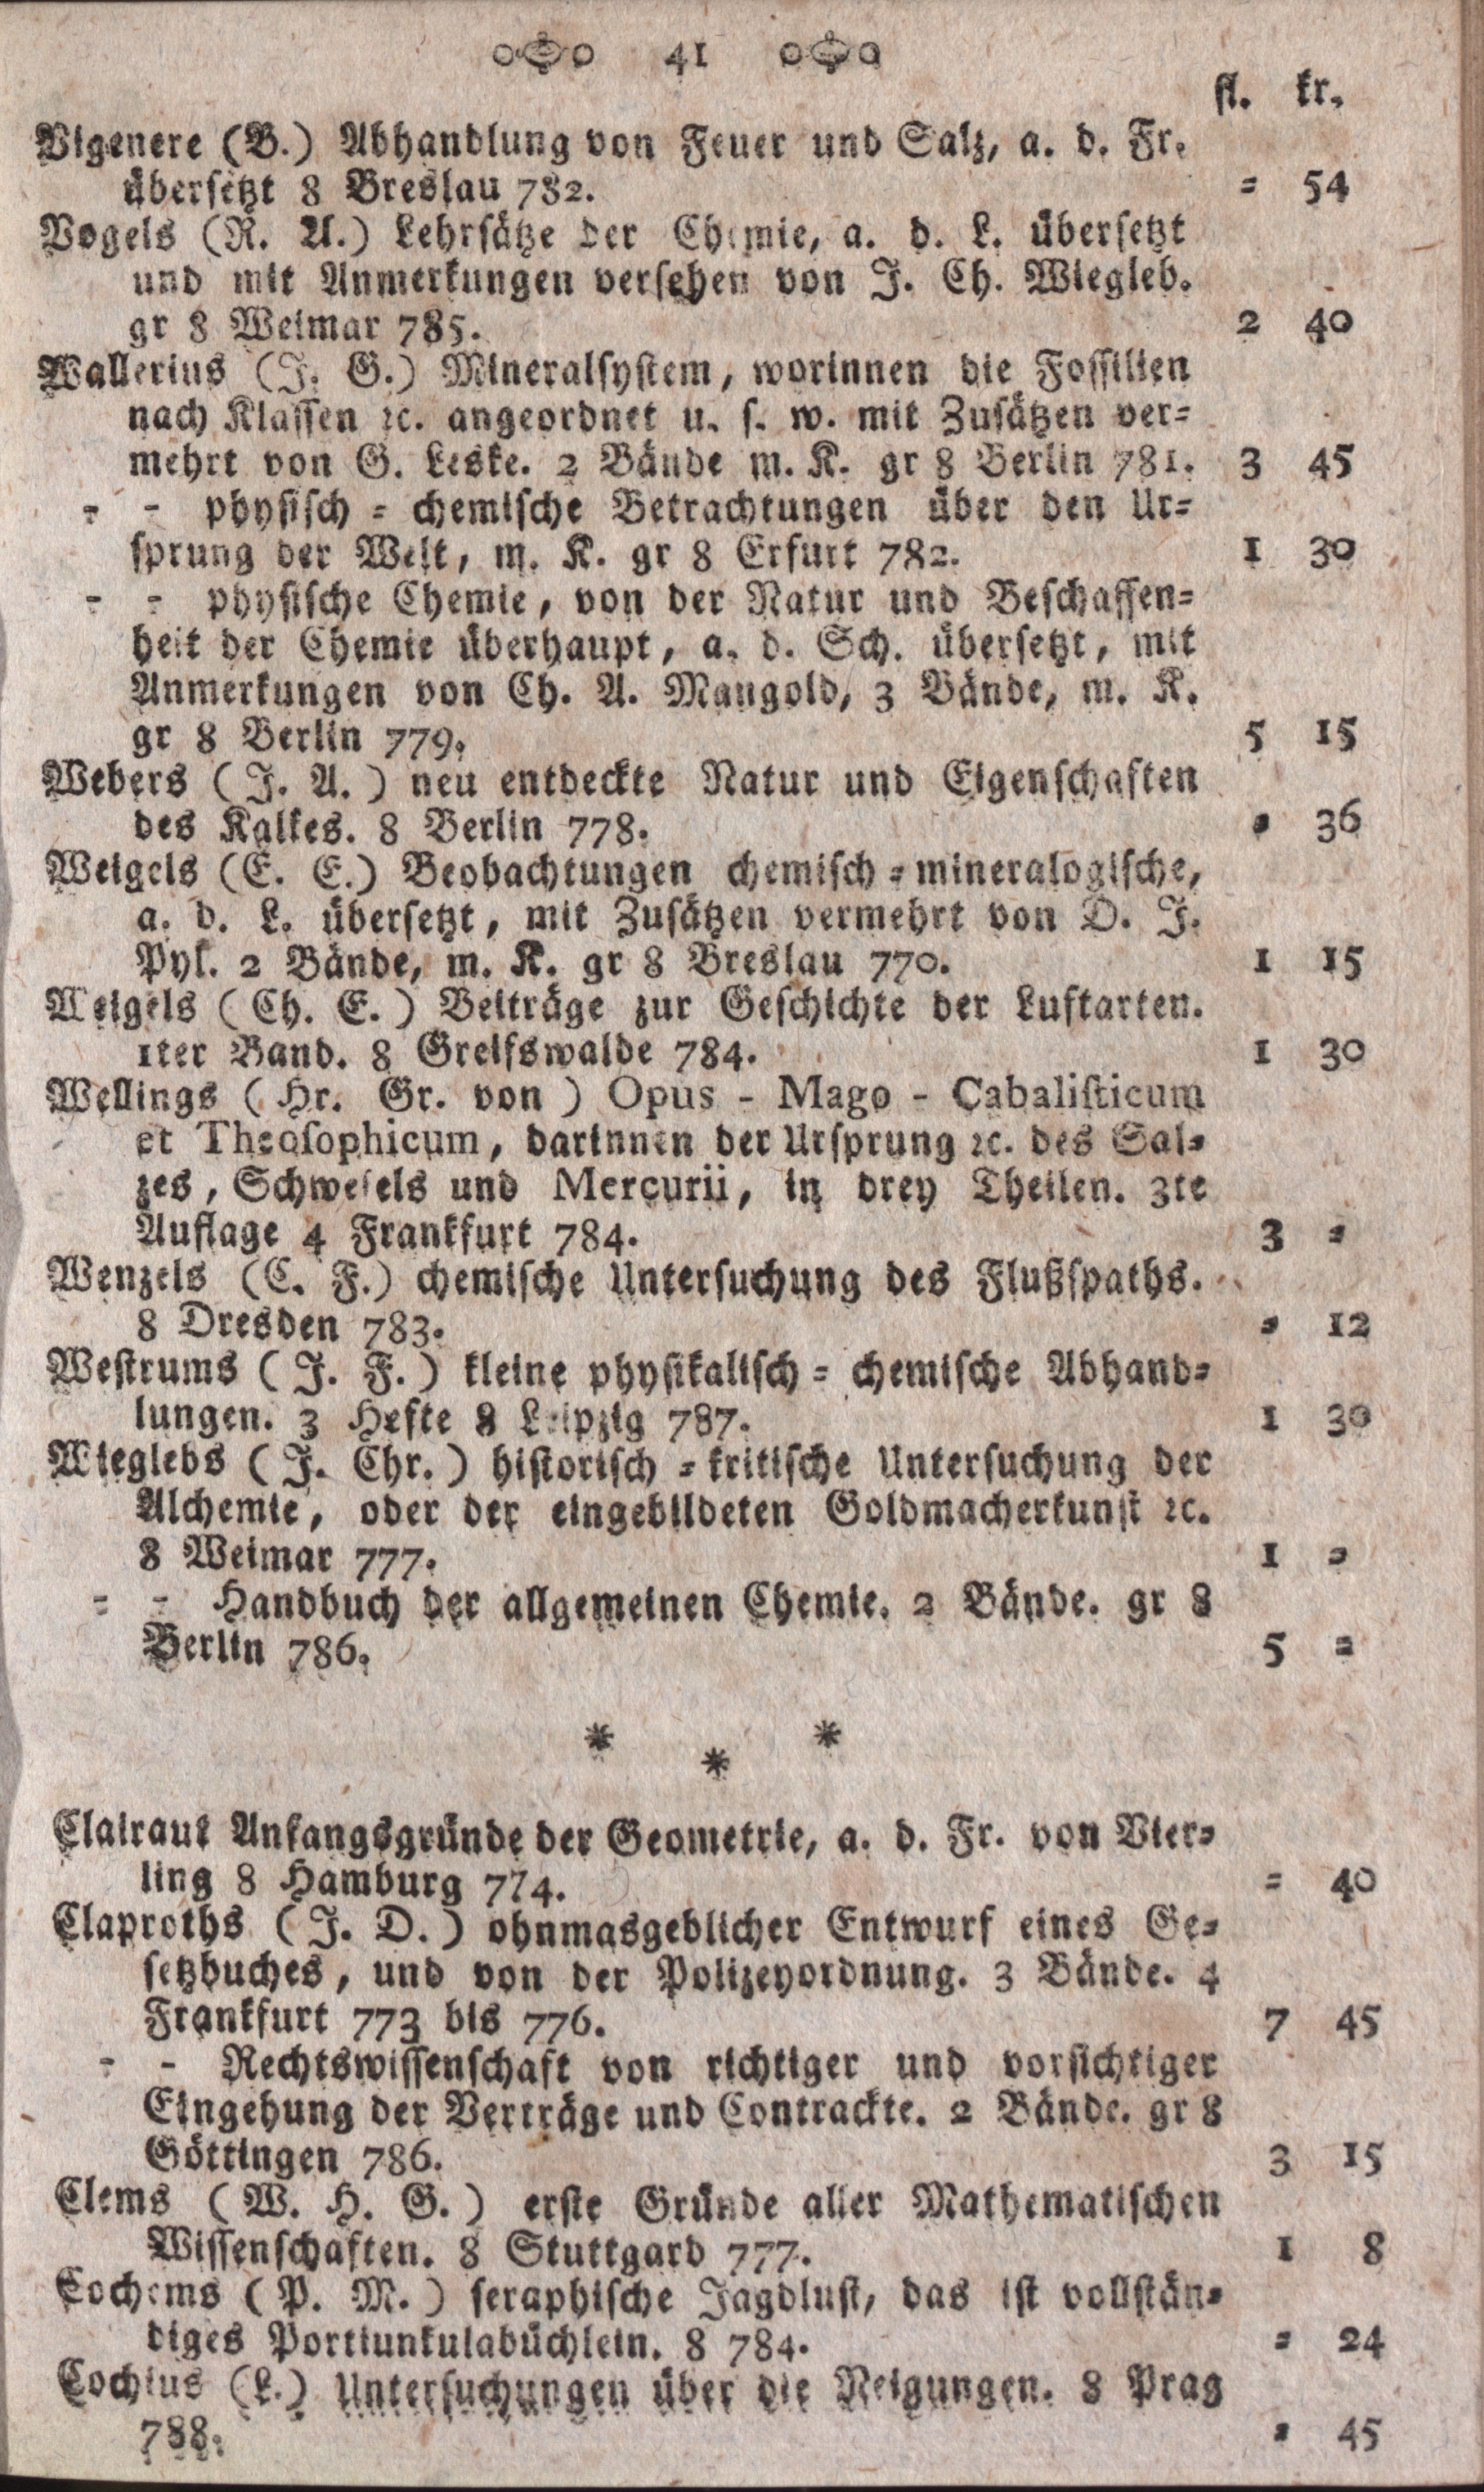 41
fl. kr.
Vigenere (B.) Abhandlung von Feuer und Salz, a. d. Fr.
übersetzt 8 Breslau 782. = 54
Vogels (R. A.) Lehrsätze der Chemie, a. d. L. übersetzt
und mit Anmerkungen versehen von J. Ch. Wiegleb.
gr 8 Weimar 785. 2 40
Wallerius (J. G.) Mineralsystem, worinnen die Fossilien
nach Klassen ꝛc. angeordnet u. s. w. mit Zusätzen ver=
mehrt von G. Leske. 2 Bände m. K. gr 8 Berlin 781. 3 45
- - physisch = chemische Betrachtungen über den Ur=
sprung der Welt, m. K. gr 8 Erfurt 782. 1 30
- - physische Chemie, von der Natur und Beschaffen=
heit der Chemie überhaupt, a. d. Sch. übersetzt, mit
Anmerkungen von Ch. A. Mangold, 3 Bände, m. K.
gr 8 Berlin 779. 5 15
Webers (J. A.) neu entdeckte Natur und Eigenschaften
des Kalkes. 8 Berlin 778. = 36
Weigels (E. E.) Beobachtungen chemisch = mineralogische,
a. d. L. übersetzt, mit Zusätzen vermehrt von D. J.
Pyl. 2 Bände, m. K. gr 8 Breslau 770. 1 15
Weigels (Ch. E.) Beiträge zur Geschichte der Luftarten.
1ter Band. 8 Greifswalde 784. 1 30
Wellings (Hr. Gr. von) Opus - Mago - Cabaliſticum
et Theoſophicum, darinnen der Ursprung ꝛc. des Sal=
zes, Schwefels und Mercurii, in drey Theilen. 3te
Auflage 4 Frankfurt 784. 3 =
Wenzels (C. F.) chemische Untersuchung des Flußspaths.
8 Dresden 783. = 12
Westrums (J. F.) kleine physikalisch = chemische Abhand=
lungen. 3 Hefte 8 Leipzig 787. 1 30
Wieglebs (J. Chr.) historisch = kritische Untersuchung der
Alchemie, oder der eingebildeten Goldmacherkunst ꝛc.
8 Weimar 777. 1 =
= - Handbuch der allgemeinen Chemie. 2 Bände. gr 8
Berlin 786. 5 =
* * *
Clairaut Anfangsgründe der Geometrie, a. d. Fr. von Vier=
ling 8 Hamburg 774. = 40
Claproths (J. D.) ohnmasgeblicher Entwurf eines Ge=
setzbuches, und von der Polizeyordnung. 3 Bände. 4
Frankfurt 773 bis 776. 7 45
- - Rechtswissenschaft von richtiger und vorsichtiger
Eingehung der Verträge und Contrackte. 2 Bände. gr 8
Göttingen 786. 3 15
Clems (W. H. G.) erste Gründe aller Mathematischen
Wissenschaften. 8 Stuttgard 777. 1 8
Cochems (P. M.) seraphische Jagdlust, das ist vollstän=
diges Portiunkulabüchlein. 8 784. = 24
Cochius (L.) Untersuchungen über die Neigungen. 8 Prag
788. = 45